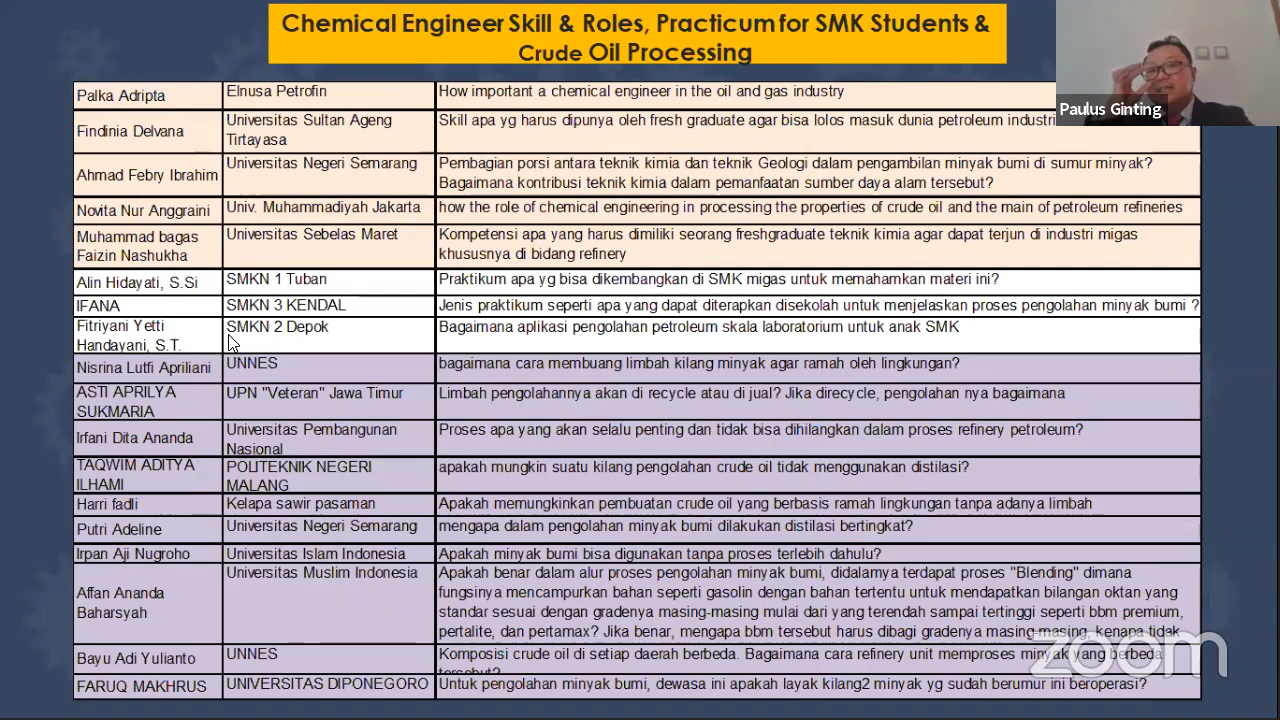 Chemical Engineer Skill & Roles, Practicum for SMK Students &
Crude Oil Processing
Paulus Ginting
Palka Adripta
Elnusa Petrofin
How important a chemical engineer in the oil and gas industry
Findinia Delvana
Universitas Sultan Ageng
Tirtayasa
Skill apa yg harus dipunya oleh fresh graduate agar bisa lolos masuk dunia petroleum industri
Ahmad Febry Ibrahim
Universitas Negeri Semarang
Pembagian porsi antara teknik kimia dan teknik Geologi dalam pengambilan minyak bumi di sumur minyak?
Bagaimana kontribusi teknik kimia dalam pemanfaatan sumber daya alam tersebut?
Novita Nur Anggraini
Univ. Muhammadiyah Jakarta
how the role of chemical engineering in processing the properties of crude oil and the main of petroleum refineries
Muhammad bagas
Faizin Nashukha
Universitas Sebelas Maret
Kompetensi apa yang harus dimiliki seorang freshgraduate teknik kimia agar dapat terjun di industri migas
khususnya di bidang refinery
Alin Hidayati, S.Si
SMKN 1 Tuban
Praktikum apa yg bisa dikembangkan di SMK migas untuk memahamkan materi ini?
IFANA
SMKN 3 KENDAL
Jenis praktikum seperti apa yang dapat diterapkan disekolah untuk menjelaskan proses pengolahan minyak bumi ?
Fitriyani Yetti
Handayani, S.T.
SMKN 2 Depok
Bagaimana aplikasi pengolahan petroleum skala laboratorium untuk anak SMK
Nisrina Lutfi Apriliani
UNNES
bagaimana cara membuang limbah kilang minyak agar ramah oleh lingkungan?
ASTI APRILYA
SUKMARIA
UPN "Veteran" Jawa Timur
Limbah pengolahannya akan di recycle atau di jual? Jika direcycle, pengolahan nya bagaimana
Irfani Dita Ananda
Universitas Pembangunan
Nasional
Proses apa yang akan selalu penting dan tidak bisa dihilangkan dalam proses refinery petroleum?
TAQWIM ADITYA
ILHAMI
POLITEKNIK NEGERI
MALANG
apakah mungkin suatu kilang pengolahan crude oil tidak menggunakan distilasi?
Harri fadli
Kelapa sawir pasaman
Apakah memungkinkan pembuatan crude oil yang berbasis ramah lingkungan tanpa adanya limbah
Putri Adeline
Universitas Negeri Semarang
mengapa dalam pengolahan minyak bumi dilakukan distilasi bertingkat?
Irpan Aji Nugroho
Universitas Islam Indonesia
Apakah minyak bumi bisa digunakan tanpa proses terlebih dahulu?
Affan Ananda
Baharsyah
Universitas Muslim Indonesia
Apakah benar dalam alur proses pengolahan minyak bumi, didalamya terdapat proses "Blending" dimana
fungsinya mencampurkan bahan seperti gasolin dengan bahan tertentu untuk mendapatkan bilangan oktan yang
standar sesuai dengan gradenya masing-masing mulai dari yang terendah sampai tertinggi seperti bbm premium,
pertalite, dan pertamax? Jika benar, mengapa bbm tersebut harus dibagi gradenya masing-masing, kenapa tidak
Bayu Adi Yulianto
UNNES
Komposisi crude oil di setiap daerah berbeda. Bagaimana cara refinery unit memproses minyak yang berbeda
tersebut?
FARUQ MAKHRUS
UNIVERSITAS DIPONEGORO
Untuk pengolahan minyak bumi, dewasa ini apakah layak kilang2 minyak yg sudah berumur ini beroperasi?
zoom